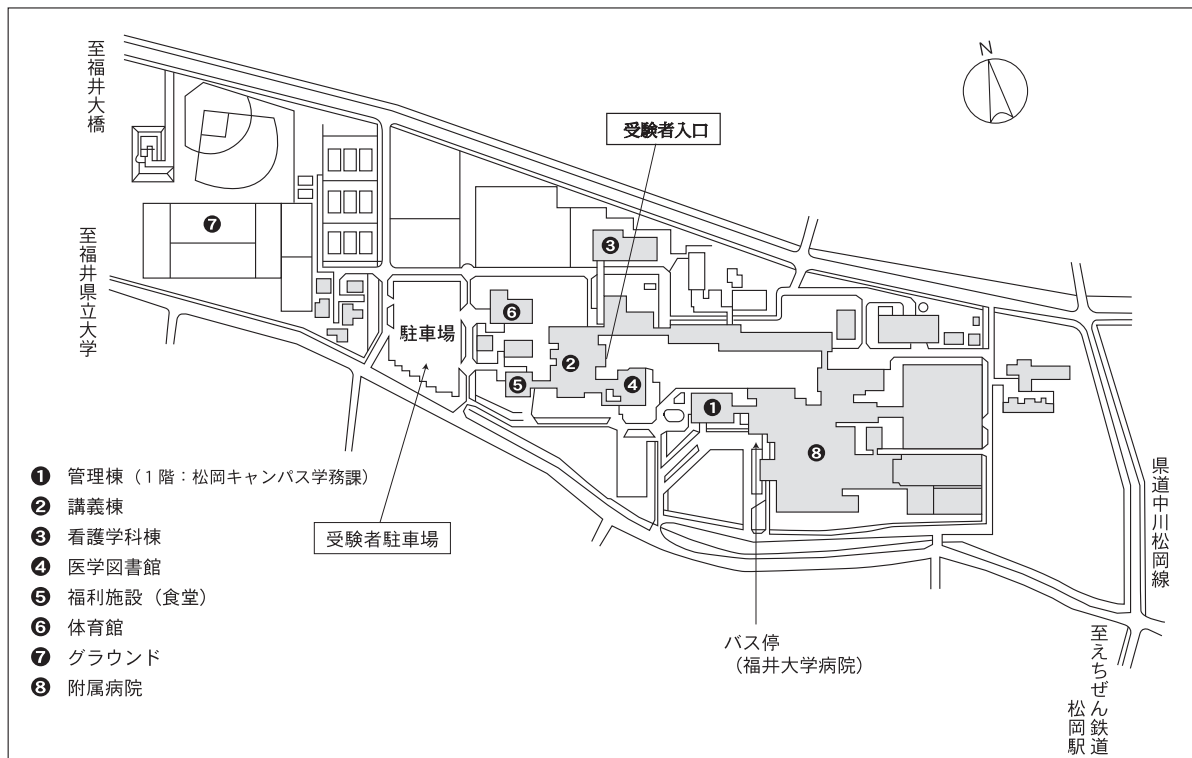 至福井大橋
N
受験者入口
❸
❼
至福井県立大学
❻
駐車場
❷
❺
❹
❶
❽
❶ 管理棟（1階：松岡キャンパス学務課）
❷ 講義棟
❸ 看護学科棟
❹ 医学図書館
❺ 福利施設（食堂）
❻ 体育館
❼ グラウンド
❽ 附属病院
受験者駐車場
バス停
（福井大学病院）
県道中川松岡線
至えちぜん鉄道
松岡駅